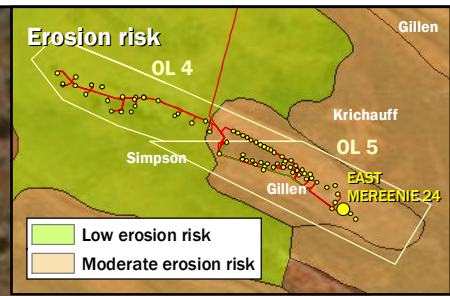 Erosion risk
Gillen
OL 4
Krichauff
OL 5
Simpson
EAST
MEREENIE 24
Gillen
Low erosion risk
Moderate erosion risk